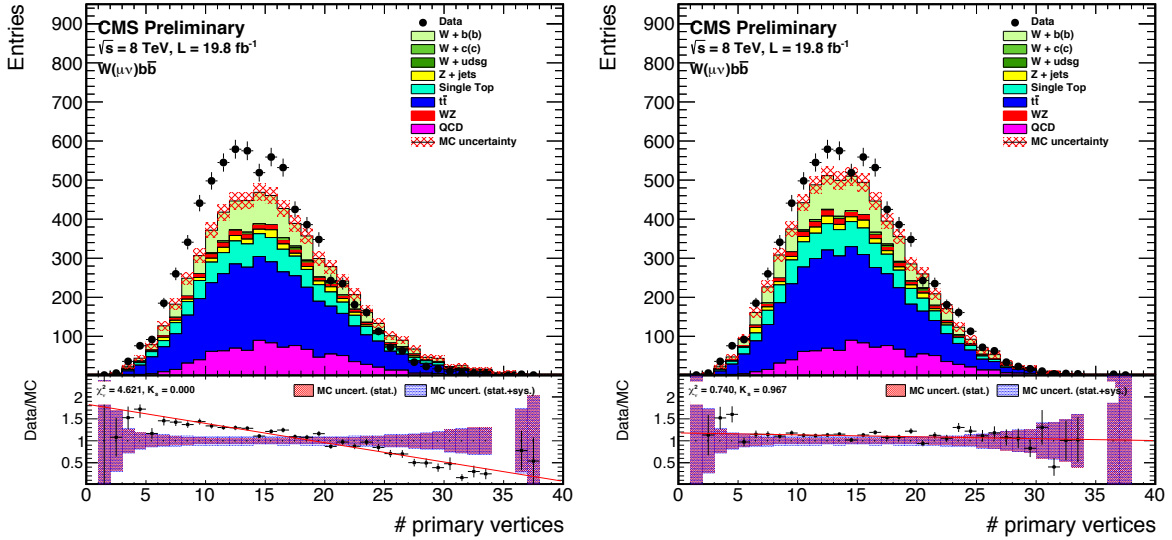 Entries
900
800
700
600
500
400
300
200
100
CMS Preliminary
√s = 8 TeV, L = 19.8 fb⁻¹
W(μν)bb̄
Data
W + b(b)
W + c(c)
W + udsg
Z + jets
Single Top
tt̄
WZ
QCD
MC uncertainty
Data/MC
2
1.5
1
0.5
χᵥ² = 4.621, Kₛ = 0.000
MC uncert. (stat.)
MC uncert. (stat.+sys.)
0 5 10 15 20 25 30 35 40
# primary vertices
Entries
900
800
700
600
500
400
300
200
100
CMS Preliminary
√s = 8 TeV, L = 19.8 fb⁻¹
W(μν)bb̄
Data
W + b(b)
W + c(c)
W + udsg
Z + jets
Single Top
tt̄
WZ
QCD
MC uncertainty
Data/MC
2
1.5
1
0.5
χᵥ² = 0.740, Kₛ = 0.967
MC uncert. (stat.)
MC uncert. (stat.+sys.)
0 5 10 15 20 25 30 35 40
# primary vertices